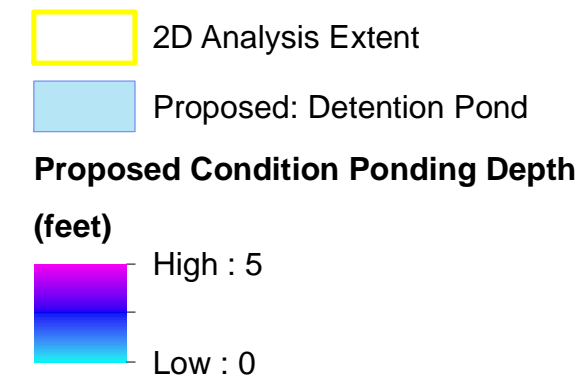 2D Analysis Extent
Proposed: Detention Pond
Proposed Condition Ponding Depth
(feet)
High : 5
Low : 0